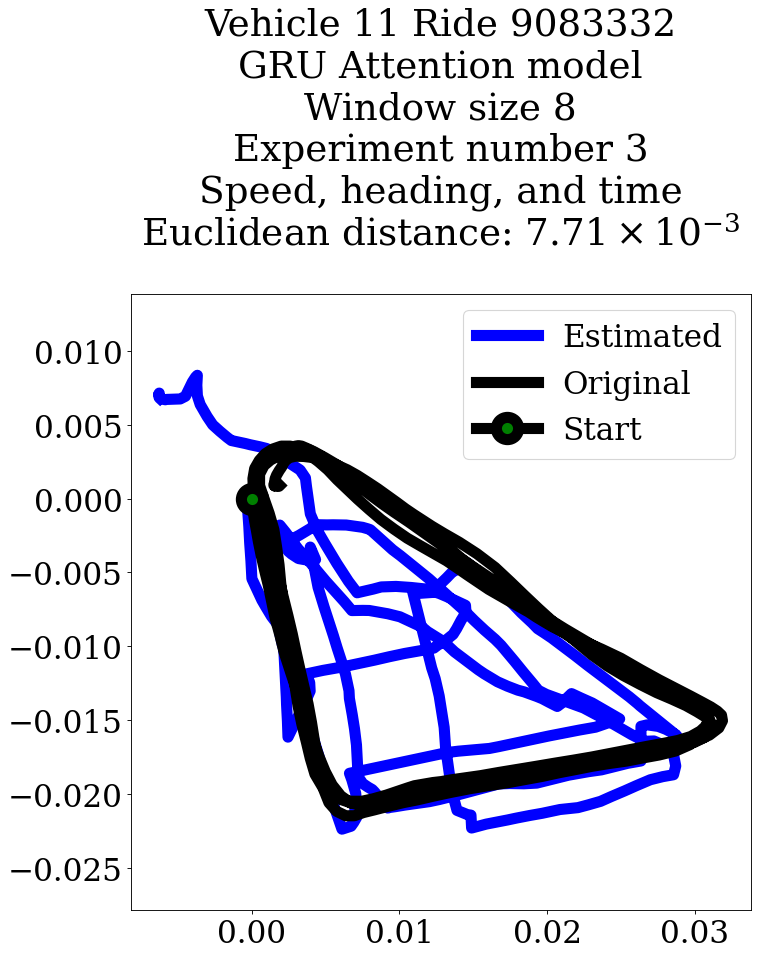 Vehicle 11 Ride 9083332
GRU Attention model
Window size 8
Experiment number 3
Speed, heading, and time
Euclidean distance: 7.71 × 10⁻³
Estimated
Original
Start
0.010
0.005
0.000
−0.005
−0.010
−0.015
−0.020
−0.025
0.00 0.01 0.02 0.03